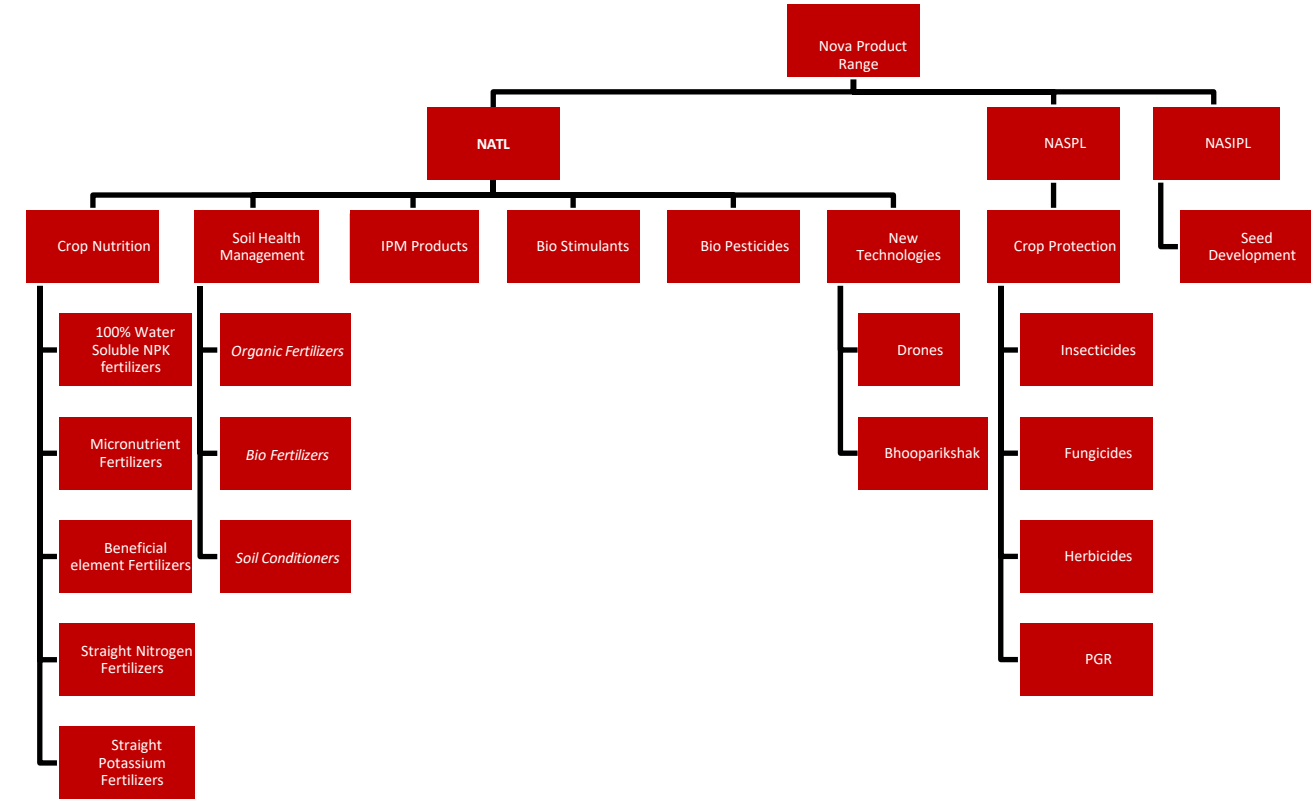 Nova Product
Range
NATL
NASPL
NASIPL
Crop Nutrition
Soil Health
Management
IPM Products
Bio Stimulants
Bio Pesticides
New
Technologies
Crop Protection
Seed
Development
100% Water
Soluble NPK
fertilizers
Organic Fertilizers
Drones
Insecticides
Micronutrient
Fertilizers
Bio Fertilizers
Bhooparikshak
Fungicides
Beneficial
element Fertilizers
Soil Conditioners
Herbicides
Straight Nitrogen
Fertilizers
PGR
Straight
Potassium
Fertilizers